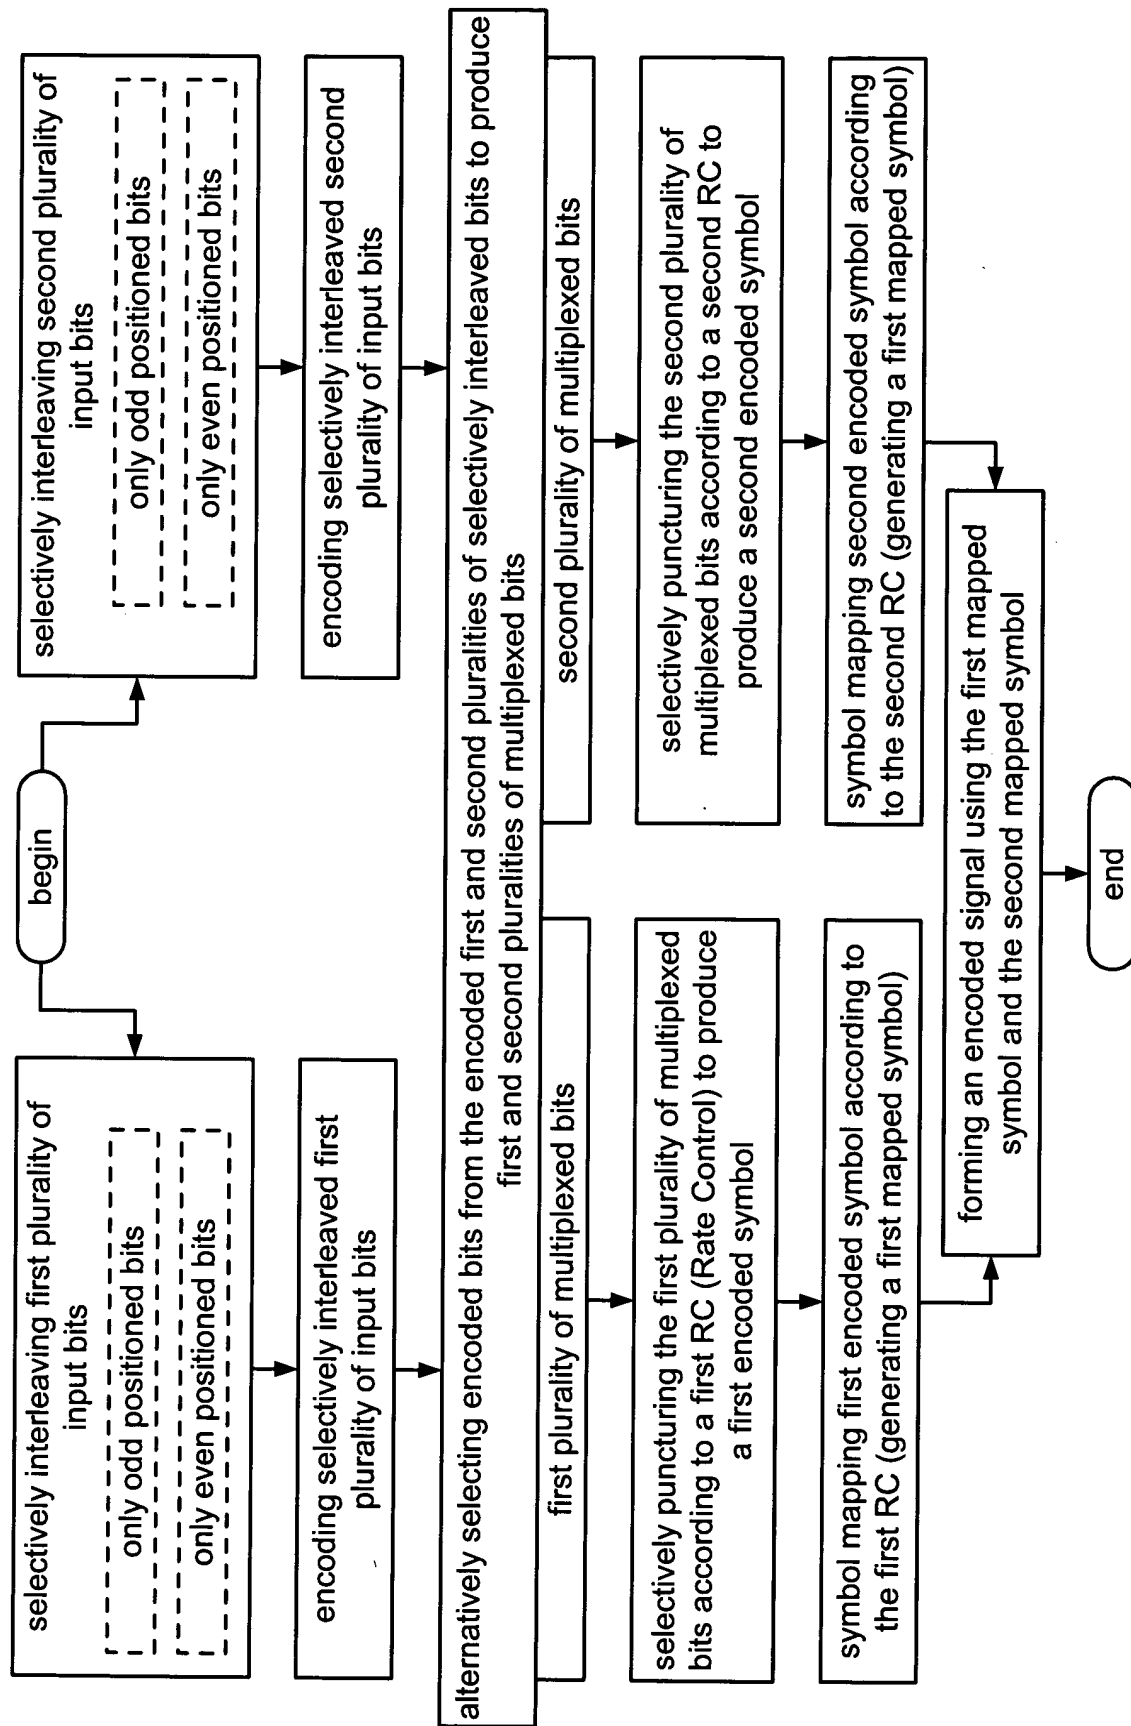 begin
selectively interleaving first plurality of
input bits
only odd positioned bits
only even positioned bits
selectively interleaving second plurality of
input bits
only odd positioned bits
only even positioned bits
encoding selectively interleaved first
plurality of input bits
encoding selectively interleaved second
plurality of input bits
alternatively selecting encoded bits from the encoded first and second pluralities of selectively interleaved bits to produce
first and second pluralities of multiplexed bits
first plurality of multiplexed bits
second plurality of multiplexed bits
selectively puncturing the first plurality of multiplexed
bits according to a first RC (Rate Control) to produce
a first encoded symbol
selectively puncturing the second plurality of
multiplexed bits according to a second RC to
produce a second encoded symbol
symbol mapping first encoded symbol according to
the first RC (generating a first mapped symbol)
symbol mapping second encoded symbol according
to the second RC (generating a first mapped symbol)
forming an encoded signal using the first mapped
symbol and the second mapped symbol
end